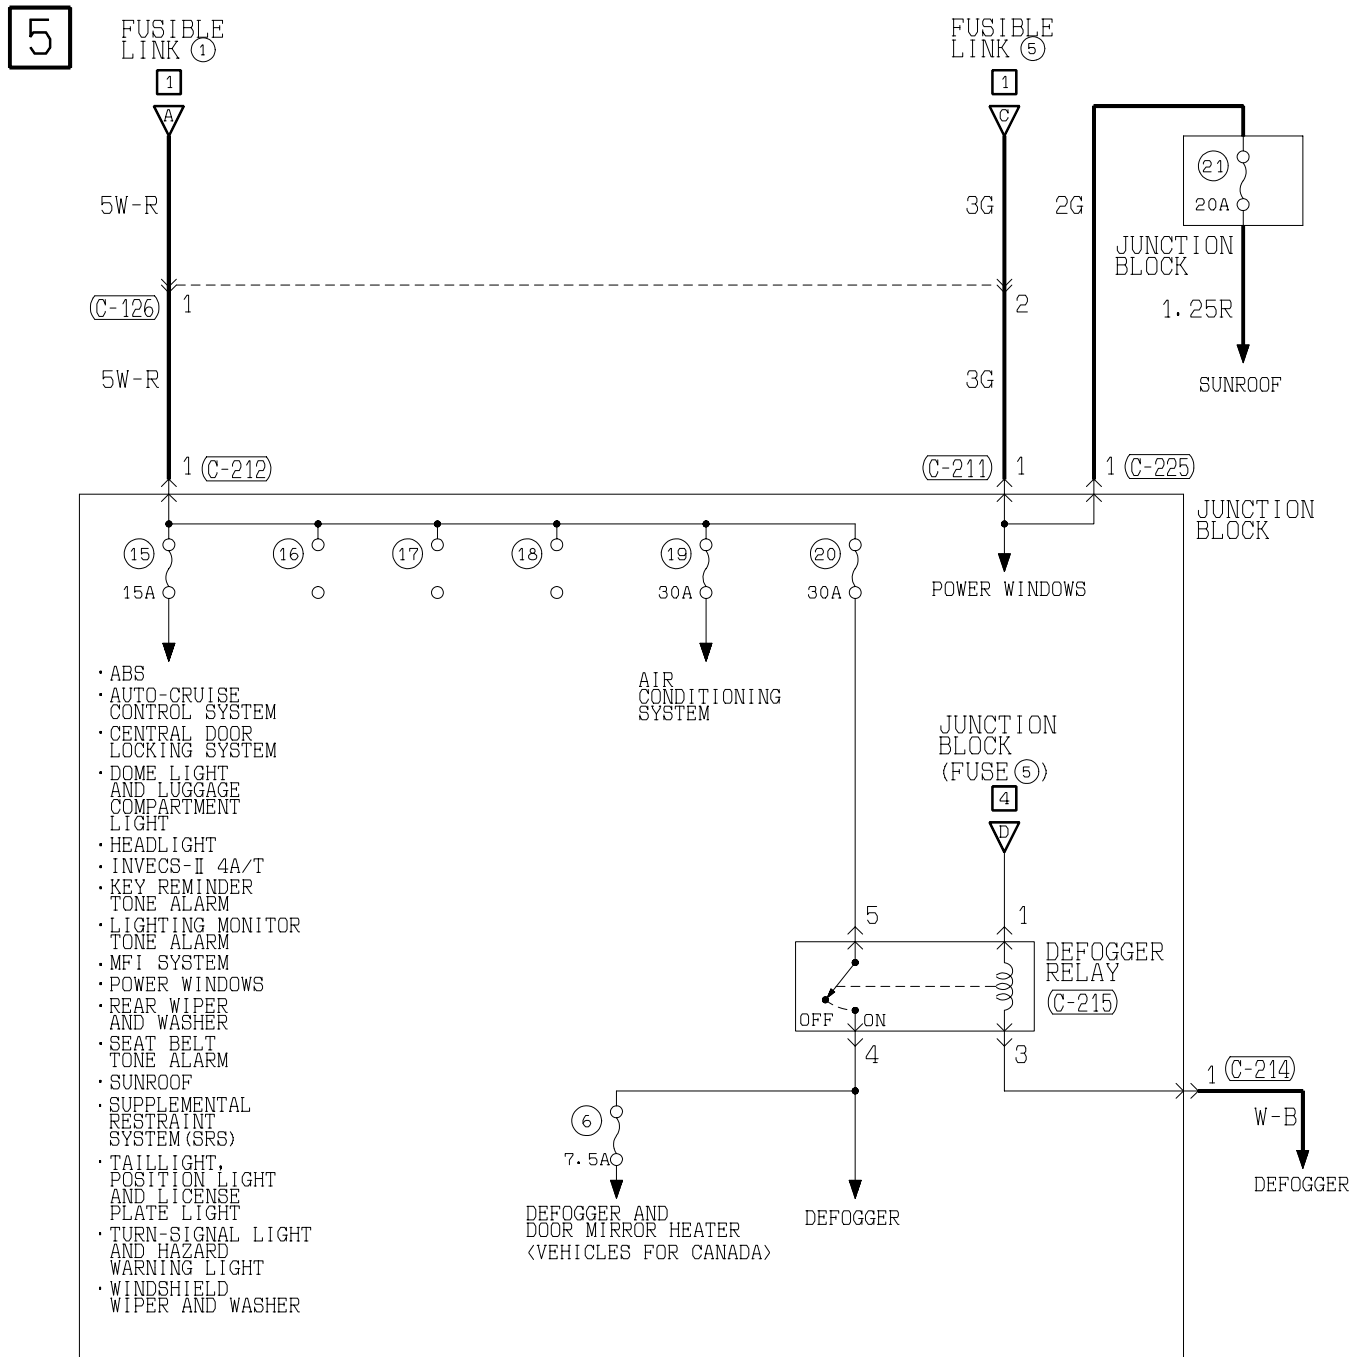 5
FUSIBLE
LINK ①
1
A
FUSIBLE
LINK ⑤
1
C
21
20A
5W-R
3G
2G
JUNCTION
BLOCK
1.25R
C-126
1
2
5W-R
3G
SUNROOF
1
C-212
C-211
1
1
C-225
JUNCTION
BLOCK
15
15A
16
17
18
19
30A
20
30A
POWER WINDOWS
· ABS
· AUTO-CRUISE
CONTROL SYSTEM
· CENTRAL DOOR
LOCKING SYSTEM
· DOME LIGHT
AND LUGGAGE
COMPARTMENT
LIGHT
· HEADLIGHT
· INVECS-Ⅱ 4A/T
· KEY REMINDER
TONE ALARM
· LIGHTING MONITOR
TONE ALARM
· MFI SYSTEM
· POWER WINDOWS
· REAR WIPER
AND WASHER
· SEAT BELT
TONE ALARM
· SUNROOF
· SUPPLEMENTAL
RESTRAINT
SYSTEM(SRS)
· TAILLIGHT,
POSITION LIGHT
AND LICENSE
PLATE LIGHT
· TURN-SIGNAL LIGHT
AND HAZARD
WARNING LIGHT
· WINDSHIELD
WIPER AND WASHER
AIR
CONDITIONING
SYSTEM
JUNCTION
BLOCK
(FUSE ⑤)
4
D
5
1
DEFOGGER
RELAY
C-215
OFF
ON
4
3
1
C-214
W-B
DEFOGGER
6
7.5A
DEFOGGER AND
DOOR MIRROR HEATER
〈VEHICLES FOR CANADA〉
DEFOGGER